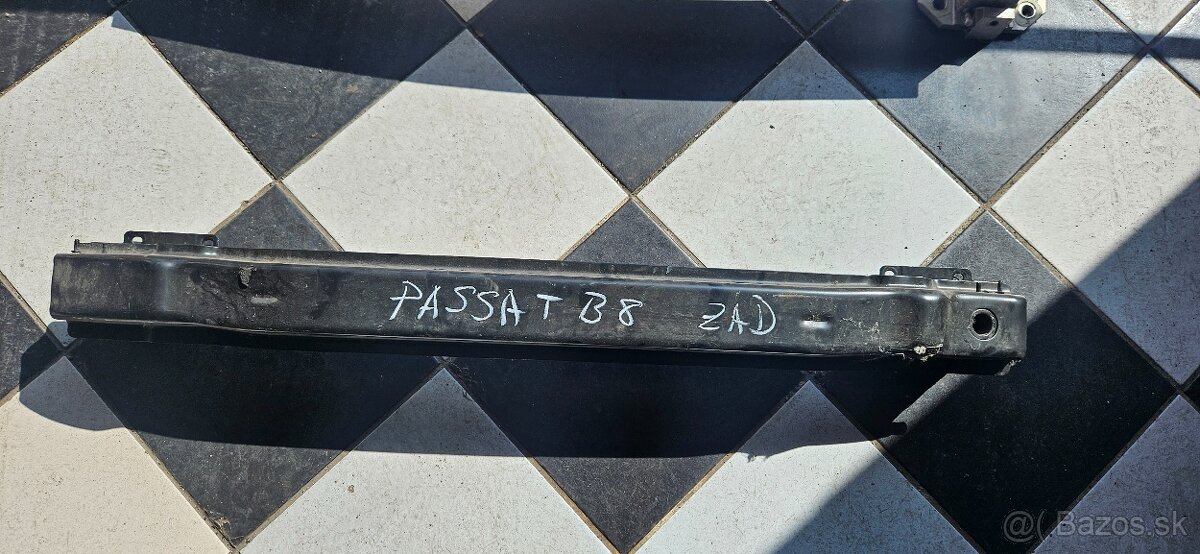 PASSAT B8 ZAD
@( Bazos.sk